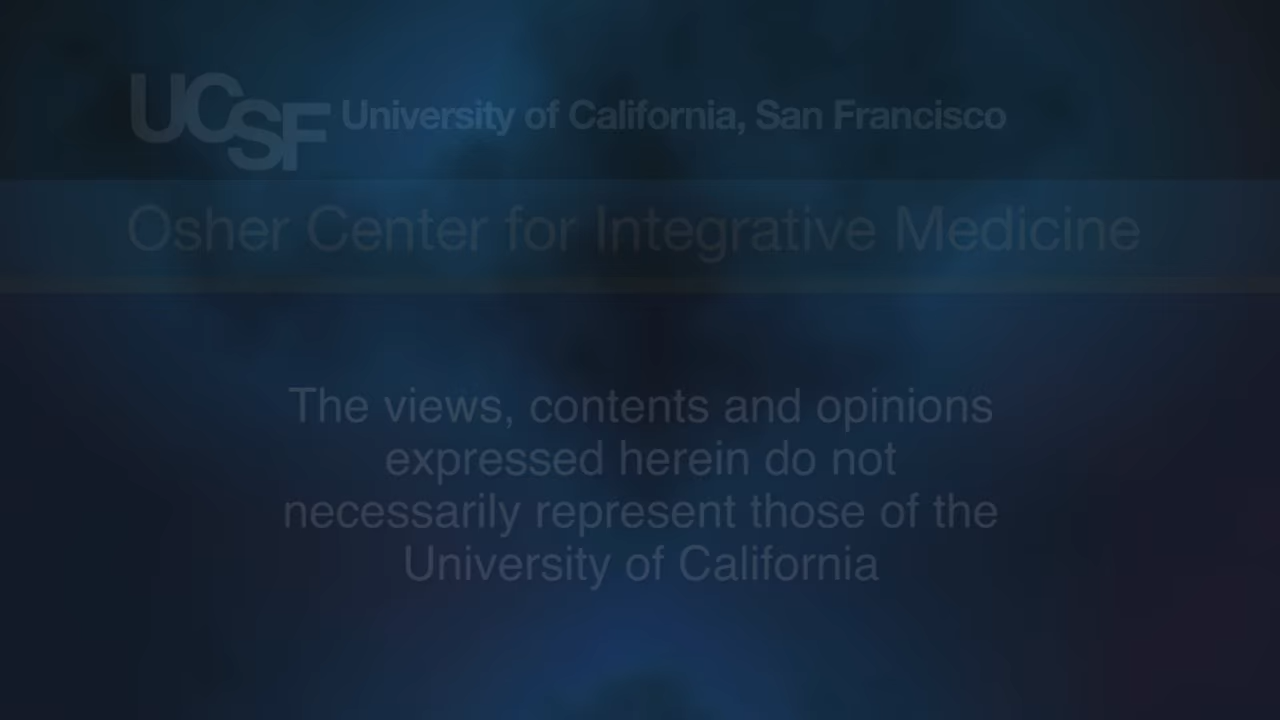 UCSF University of California, San Francisco
Osher Center for Integrative Medicine
The views, contents and opinions
expressed herein do not
necessarily represent those of the
University of California